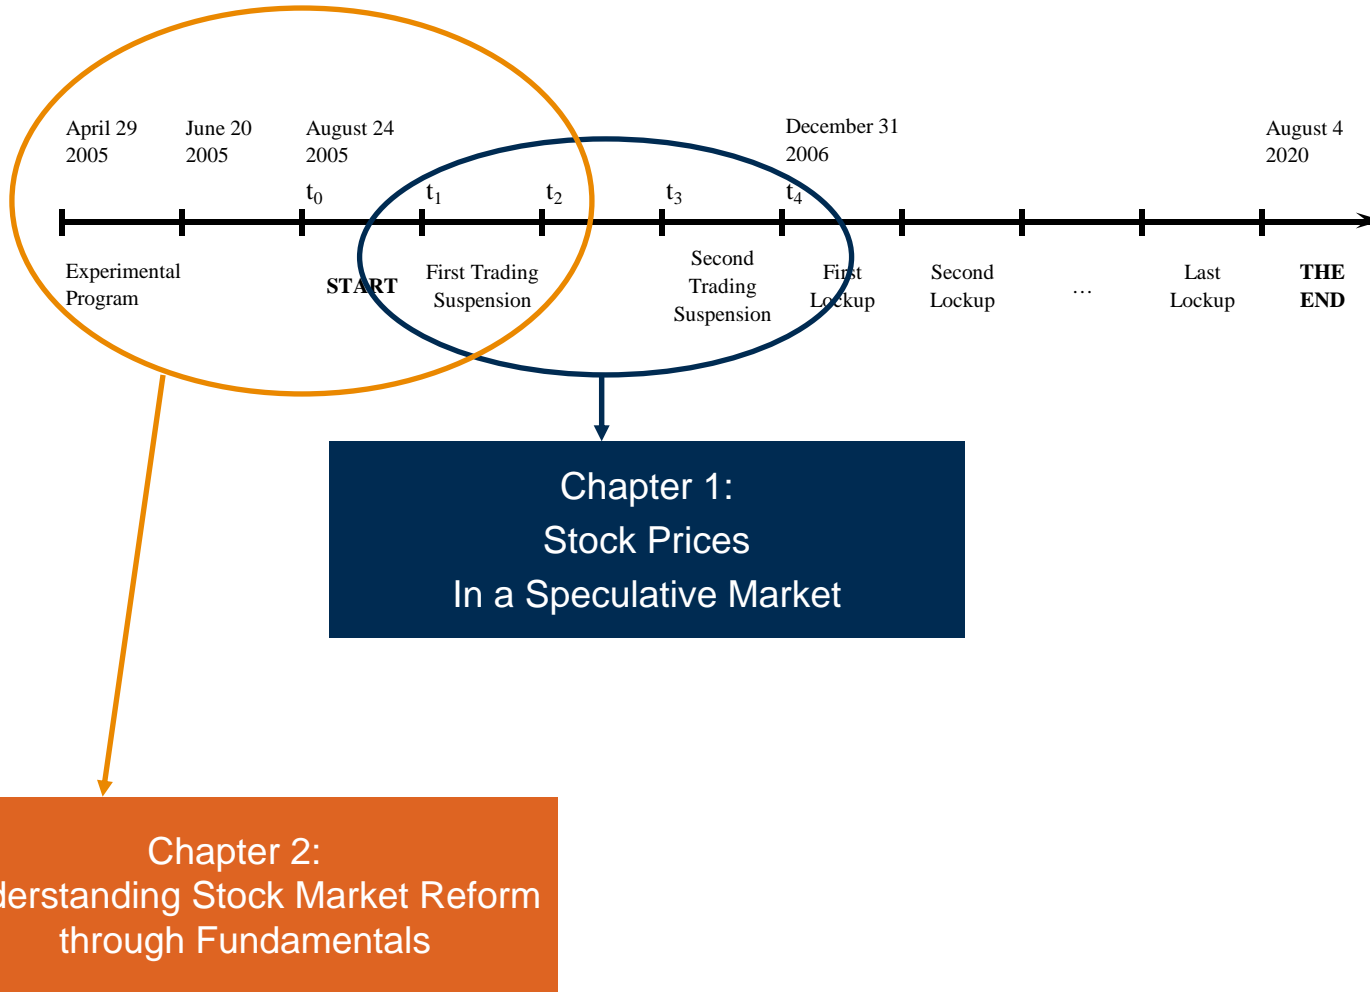 April 29
2005
June 20
2005
August 24
2005
December 31
2006
August 4
2020
t₀
t₁
t₂
t₃
t₄
Experimental
Program
START
First Trading
Suspension
Second
Trading
Suspension
First
Lockup
Second
Lockup
…
Last
Lockup
THE
END
Chapter 1:
Stock Prices
In a Speculative Market
Chapter 2:
derstanding Stock Market Reform
through Fundamentals